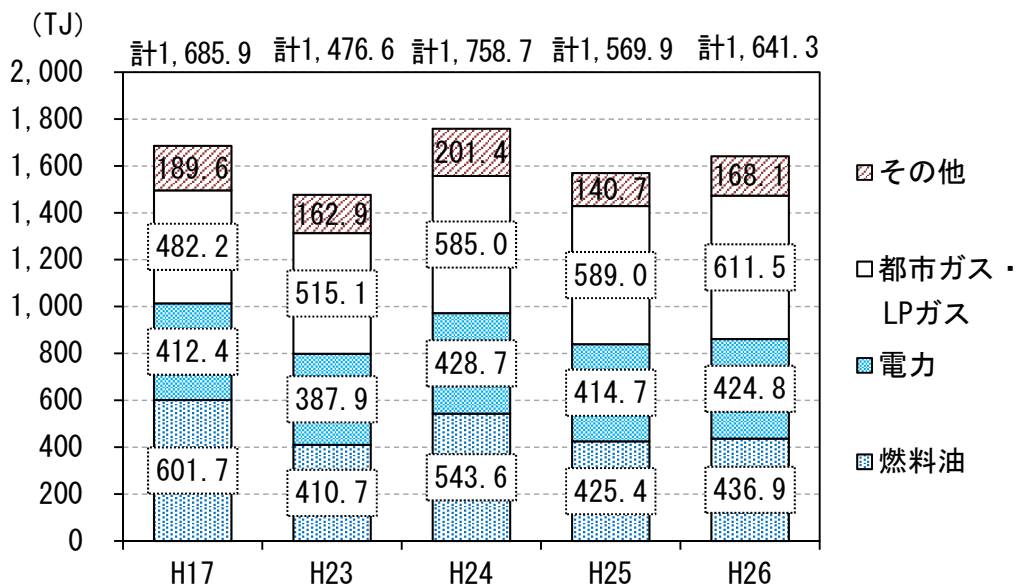 (TJ)
計1,685.9 計1,476.6 計1,758.7 計1,569.9 計1,641.3
2,000
1,800
1,600
1,400
1,200
1,000
800
600
400
200
0
189.6 162.9 201.4 140.7 168.1
482.2 515.1 585.0 589.0 611.5
412.4 387.9 428.7 414.7 424.8
601.7 410.7 543.6 425.4 436.9
H17 H23 H24 H25 H26
その他
都市ガス・
LPガス
電力
燃料油